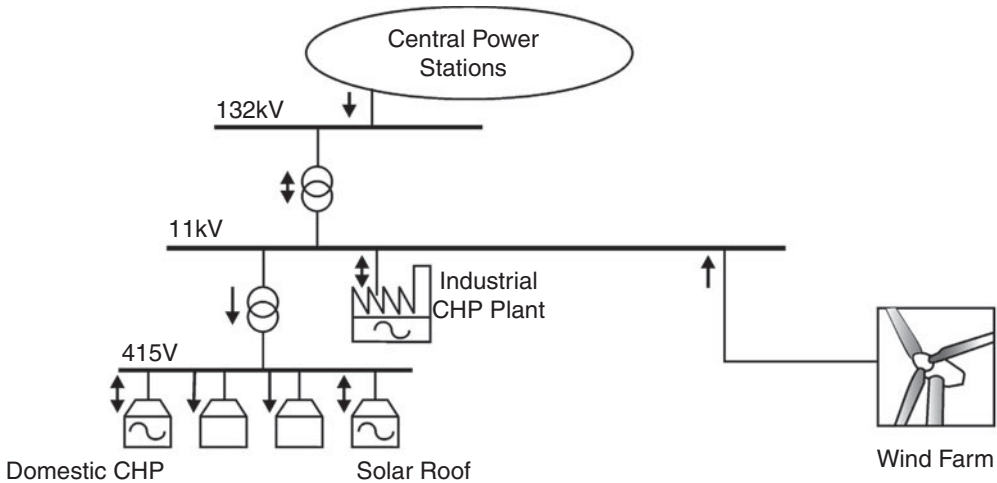 Central Power
Stations
132kV
11kV
Industrial
CHP Plant
415V
Domestic CHP
Solar Roof
Wind Farm